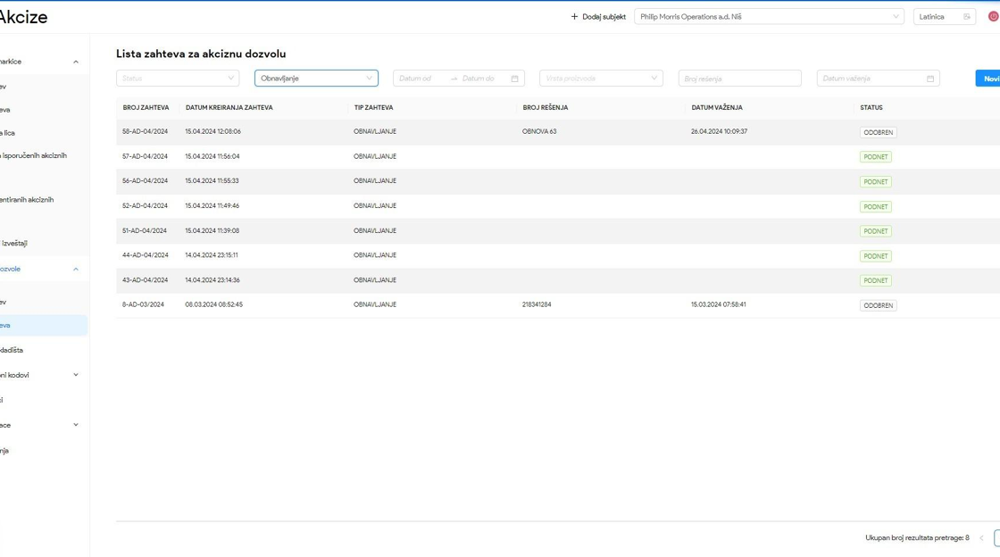 Akcize
Dodaj subjekt
Philip Morris Operations a.d. Niš
Latinica
Lista zahteva za akciznu dozvolu
Status
Obnavljanje
Datum od
Datum do
Vrsta proizvoda
Broj rešenja
Datum važenja
Novi
BROJ ZAHTEVA DATUM KREIRANJA ZAHTEVA TIP ZAHTEVA BROJ REŠENJA DATUM VAŽENJA STATUS
58-AD-04/2024 15.04.2024 12:08:06 OBNAVLJANJE OBNOVA 63 26.04.2024 10:09:37 ODOBREN
57-AD-04/2024 15.04.2024 11:56:04 OBNAVLJANJE PODNET
56-AD-04/2024 15.04.2024 11:55:33 OBNAVLJANJE PODNET
52-AD-04/2024 15.04.2024 11:49:46 OBNAVLJANJE PODNET
51-AD-04/2024 15.04.2024 11:39:08 OBNAVLJANJE PODNET
44-AD-04/2024 14.04.2024 23:15:11 OBNAVLJANJE PODNET
43-AD-04/2024 14.04.2024 23:14:36 OBNAVLJANJE PODNET
8-AD-03/2024 08.03.2024 08:52:45 OBNAVLJANJE 218341284 15.03.2024 07:58:41 ODOBREN
Ukupan broj rezultata pretrage: 8
narkice
ev
eva
a lica
isporučenih akciznih
entiranih akciznih
izveštaji
ozvole
ev
eva
kladišta
ni kodovi
i
ace
nja